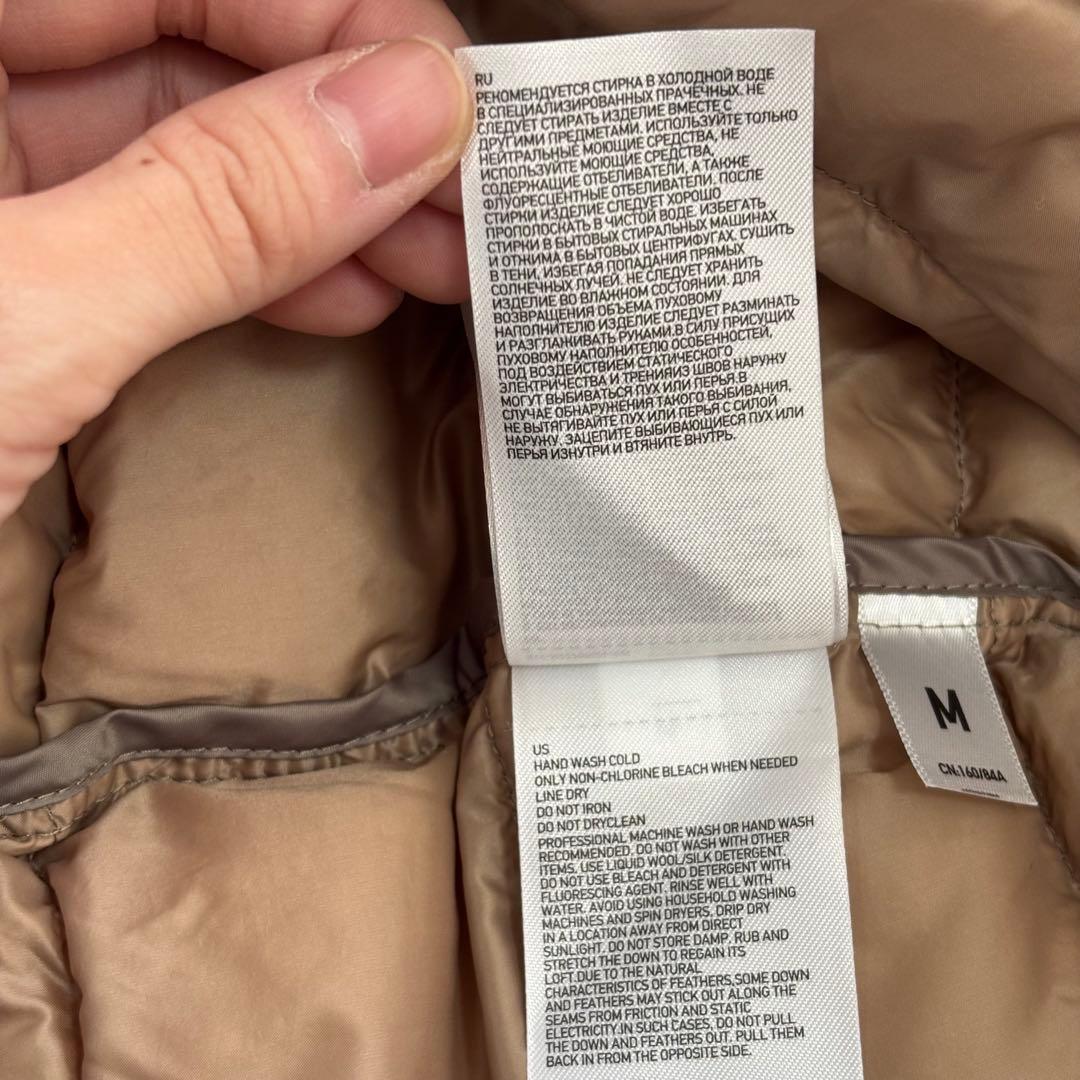 RU
РЕКОМЕНДУЕТСЯ СТИРКА В ХОЛОДНОЙ ВОДЕ
В СПЕЦИАЛИЗИРОВАННЫХ ПРАЧЕЧНЫХ. НЕ
СЛЕДУЕТ СТИРАТЬ ИЗДЕЛИЕ ВМЕСТЕ С
ДРУГИМИ ПРЕДМЕТАМИ. ИСПОЛЬЗУЙТЕ ТОЛЬКО
НЕЙТРАЛЬНЫЕ МОЮЩИЕ СРЕДСТВА, НЕ
ИСПОЛЬЗУЙТЕ МОЮЩИЕ СРЕДСТВА,
СОДЕРЖАЩИЕ ОТБЕЛИВАТЕЛИ, А ТАКЖЕ
ФЛУОРЕСЦЕНТНЫЕ ОТБЕЛИВАТЕЛИ. ПОСЛЕ
СТИРКИ ИЗДЕЛИЕ СЛЕДУЕТ ХОРОШО
ПРОПОЛОСКАТЬ В ЧИСТОЙ ВОДЕ. ИЗБЕГАТЬ
СТИРКИ В БЫТОВЫХ СТИРАЛЬНЫХ МАШИНАХ
И ОТЖИМА В БЫТОВЫХ ЦЕНТРИФУГАХ. СУШИТЬ
В ТЕНИ, ИЗБЕГАЯ ПОПАДАНИЯ ПРЯМЫХ
СОЛНЕЧНЫХ ЛУЧЕЙ. НЕ СЛЕДУЕТ ХРАНИТЬ
ИЗДЕЛИЕ ВО ВЛАЖНОМ СОСТОЯНИИ. ДЛЯ
ВОЗВРАЩЕНИЯ ОБЪЕМА ПУХОВОМУ
НАПОЛНИТЕЛЮ ИЗДЕЛИЕ СЛЕДУЕТ РАЗМИНАТЬ
И РАЗГЛАЖИВАТЬ РУКАМИ.В СИЛУ ПРИСУЩИХ
ПУХОВОМУ НАПОЛНИТЕЛЮ ОСОБЕННОСТЕЙ,
ПОД ВОЗДЕЙСТВИЕМ СТАТИЧЕСКОГО
ЭЛЕКТРИЧЕСТВА И ТРЕНИЯИЗ ШВОВ НАРУЖУ
МОГУТ ВЫБИВАТЬСЯ ПУХ ИЛИ ПЕРЬЯ.В
СЛУЧАЕ ОБНАРУЖЕНИЯ ТАКОГО ВЫБИВАНИЯ,
НЕ ВЫТЯГИВАЙТЕ ПУХ ИЛИ ПЕРЬЯ С СИЛОЙ
НАРУЖУ. ЗАЦЕПИТЕ ВЫБИВАЮЩИЕСЯ ПУХ ИЛИ
ПЕРЬЯ ИЗНУТРИ И ВТЯНИТЕ ВНУТРЬ.
M
CN:160/84A
US
HAND WASH COLD
ONLY NON-CHLORINE BLEACH WHEN NEEDED
LINE DRY
DO NOT IRON
DO NOT DRYCLEAN
PROFESSIONAL MACHINE WASH OR HAND WASH
RECOMMENDED. DO NOT WASH WITH OTHER
ITEMS. USE LIQUID WOOL/SILK DETERGENT.
DO NOT USE BLEACH AND DETERGENT WITH
FLUORESCING AGENT. RINSE WELL WITH
WATER. AVOID USING HOUSEHOLD WASHING
MACHINES AND SPIN DRYERS. DRIP DRY
IN A LOCATION AWAY FROM DIRECT
SUNLIGHT. DO NOT STORE DAMP, RUB AND
STRETCH THE DOWN TO REGAIN ITS
LOFT.DUE TO THE NATURAL
CHARACTERISTICS OF FEATHERS,SOME DOWN
AND FEATHERS MAY STICK OUT ALONG THE
SEAMS FROM FRICTION AND STATIC
ELECTRICITY.IN SUCH CASES, DO NOT PULL
THE DOWN AND FEATHERS OUT. PULL THEM
BACK IN FROM THE OPPOSITE SIDE.